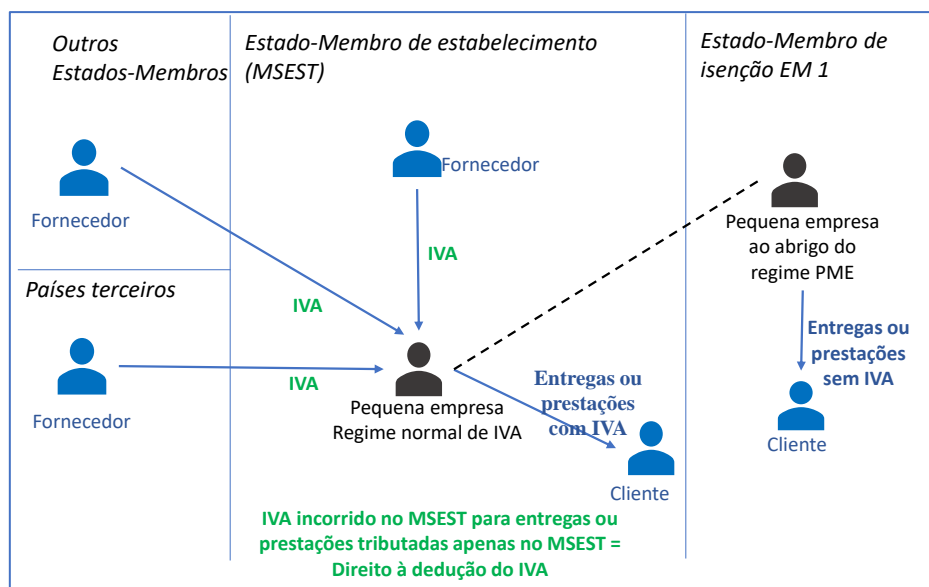 Outros
Estados-Membros
Fornecedor
Países terceiros
Fornecedor
Estado-Membro de estabelecimento
(MSEST)
Fornecedor
IVA
IVA
IVA
Pequena empresa
Regime normal de IVA
Entregas ou
prestações
com IVA
Cliente
IVA incorrido no MSEST para entregas ou
prestações tributadas apenas no MSEST =
Direito à dedução do IVA
Estado-Membro de
isenção EM 1
Pequena empresa
ao abrigo do
regime PME
Entregas ou
prestações
sem IVA
Cliente